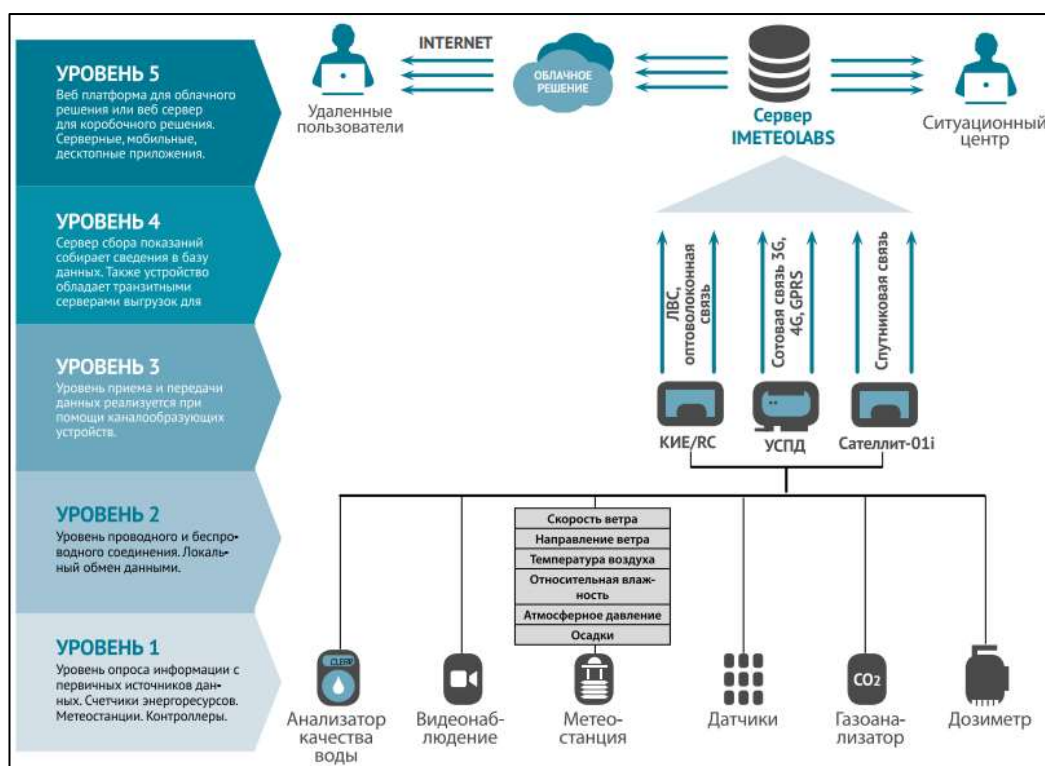 УРОВЕНЬ 5
Веб платформа для облачного
решения или веб сервер
для коробочного решения.
Серверные, мобильные,
десктопные приложения.
INTERNET
Удаленные
пользователи
ОБЛАЧНОЕ
РЕШЕНИЕ
Сервер
IMETEOLABS
Ситуационный
центр
УРОВЕНЬ 4
Сервер сбора показаний
собирает сведения в базу
данных. Также устройство
обладает транзитными
серверами выгрузок для
ЛВС,
оптоволоконная
связь
Сотовая связь 3G,
4G, GPRS
Спутниковая связь
УРОВЕНЬ 3
Уровень приема и передачи
данных реализуется при
помощи каналообразующих
устройств.
КИЕ/RC
УСПД
Сателлит-01i
УРОВЕНЬ 2
Уровень проводного и беспро-
водного соединения. Локаль-
ный обмен данными.
Скорость ветра
Направление ветра
Температура воздуха
Относительная влаж-
ность
Атмосферное давление
Осадки
УРОВЕНЬ 1
Уровень опроса информации с
первичных источников дан-
ных. Счетчики энергоресурсов.
Метеостанции. Контроллеры.
CLEAN
Анализатор
качества
воды
Видеонаб-
людение
Метео-
станция
Датчики
CO2
Газоана-
лизатор
Дозиметр